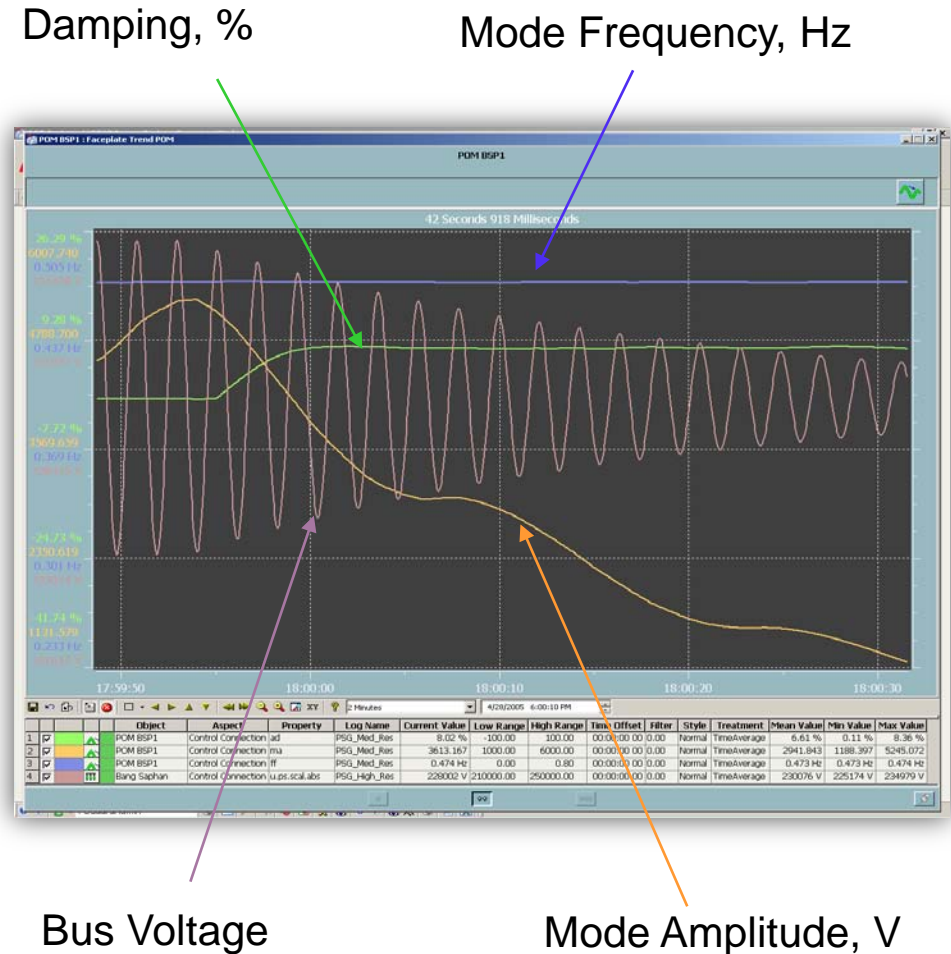 Damping, %
Mode Frequency, Hz
POM BSP1 : Faceplate Trend POM
POM BSP1
42 Seconds 918 Milliseconds
26.29 %
6007.740
0.505 Hz
9.28 %
4788.700
0.437 Hz
-7.72 %
3569.659
0.369 Hz
-24.73 %
2350.619
0.301 Hz
-41.74 %
1131.579
0.233 Hz
17:59:50 18:00:00 18:00:10 18:00:20 18:00:30
XY 2 Minutes 4/28/2005 6:00:10 PM
Object Aspect Property Log Name Current Value Low Range High Range Time Offset Filter Style Treatment Mean Value Min Value Max Value
1 POM BSP1 Control Connection ad PSG_Med_Res 8.02 % -100.00 100.00 00:00:00 00 0.00 Normal TimeAverage 6.61 % 0.11 % 8.36 %
2 POM BSP1 Control Connection ma PSG_Med_Res 3613.167 1000.00 6000.00 00:00:00 00 0.00 Normal TimeAverage 2941.843 1188.397 5245.072
3 POM BSP1 Control Connection ff PSG_Med_Res 0.474 Hz 0.00 0.80 00:00:00 00 0.00 Normal TimeAverage 0.473 Hz 0.473 Hz 0.474 Hz
4 Bang Saphan Control Connection u.ps.scal.abs PSG_High_Res 228002 V 210000.00 250000.00 00:00:00 00 0.00 Normal TimeAverage 230076 V 225174 V 234979 V
Bus Voltage
Mode Amplitude, V